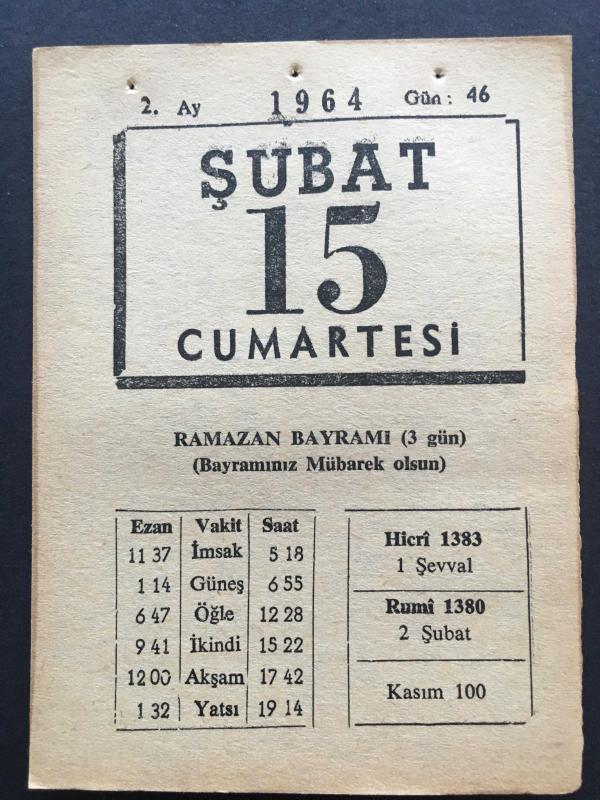 2. Ay 1964 Gün: 46
ŞUBAT
15
CUMARTESİ
RAMAZAN BAYRAMI (3 gün)
(Bayramınız Mübarek olsun)
Ezan Vakit Saat
11 37 İmsak 5 18
1 14 Güneş 6 55
6 47 Öğle 12 28
9 41 İkindi 15 22
12 00 Akşam 17 42
1 32 Yatsı 19 14
Hicrî 1383
1 Şevval
Rumî 1380
2 Şubat
Kasım 100